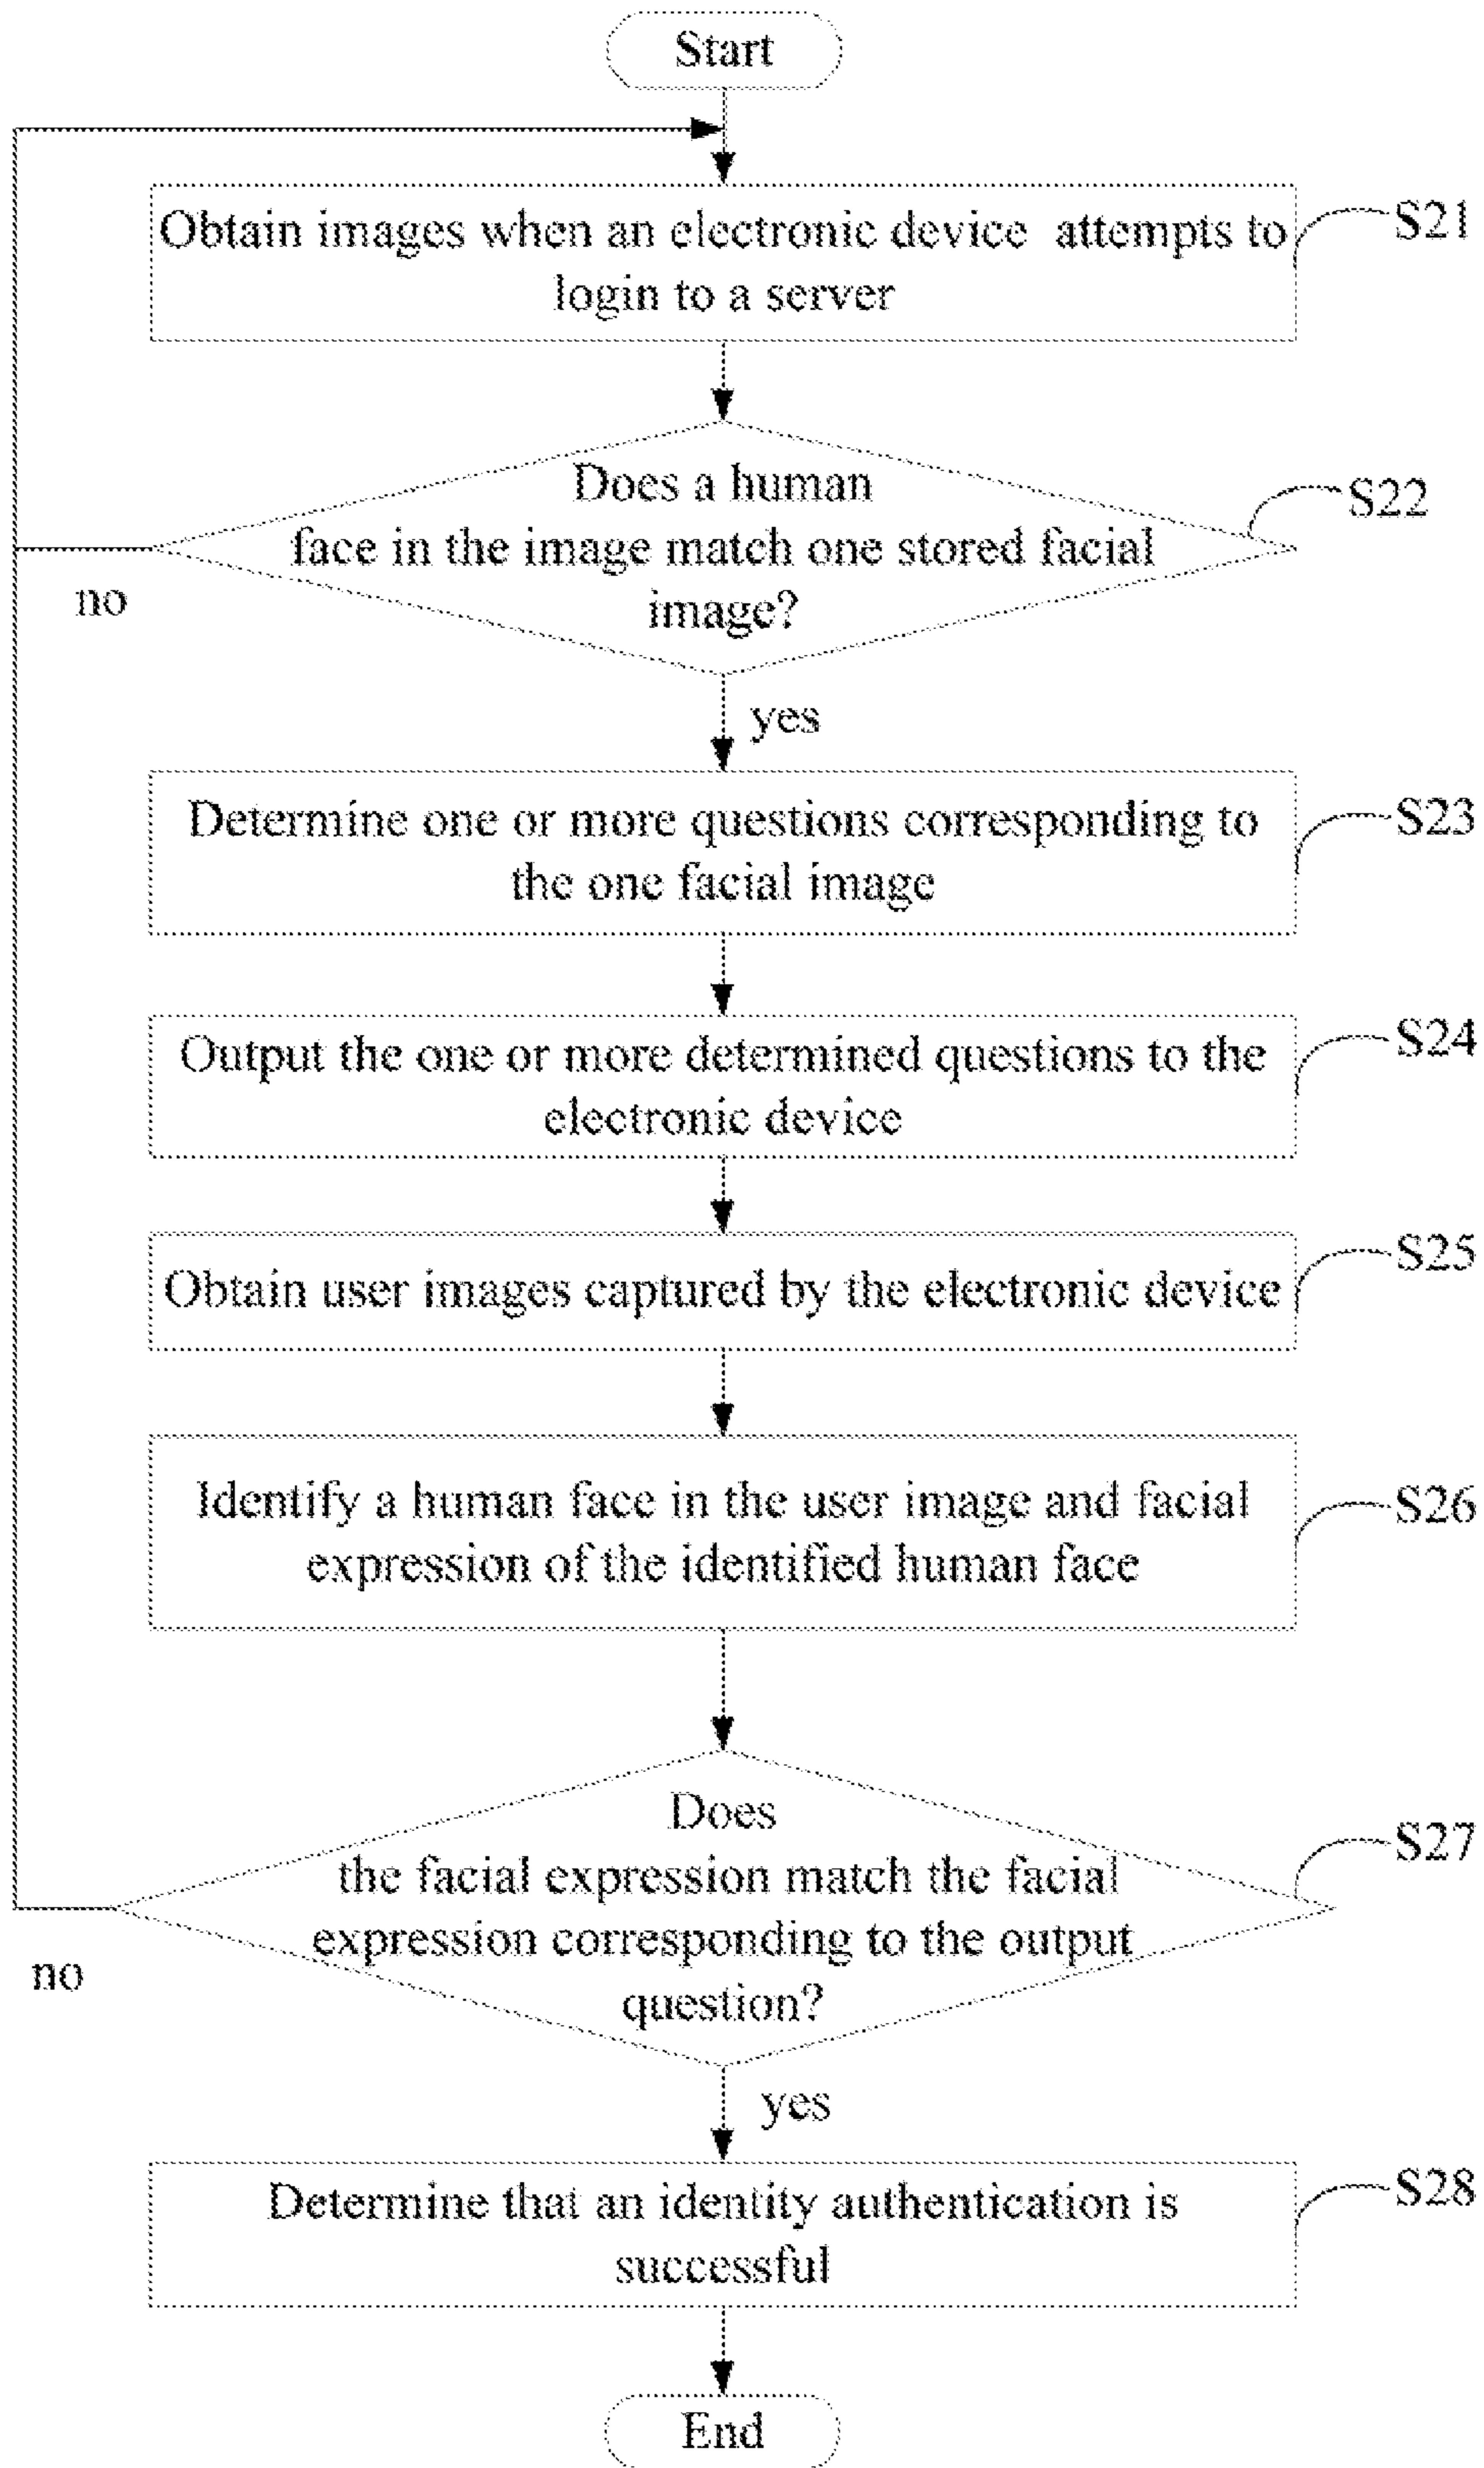 Start
Obtain images when an electronic device attempts to
login to a server
S21
Does a human
face in the image match one stored facial
image?
S22
no
yes
Determine one or more questions corresponding to
the one facial image
S23
Output the one or more determined questions to the
electronic device
S24
Obtain user images captured by the electronic device
S25
Identify a human face in the user image and facial
expression of the identified human face
S26
Does
the facial expression match the facial
expression corresponding to the output
question?
S27
no
yes
Determine that an identity authentication is
successful
S28
End